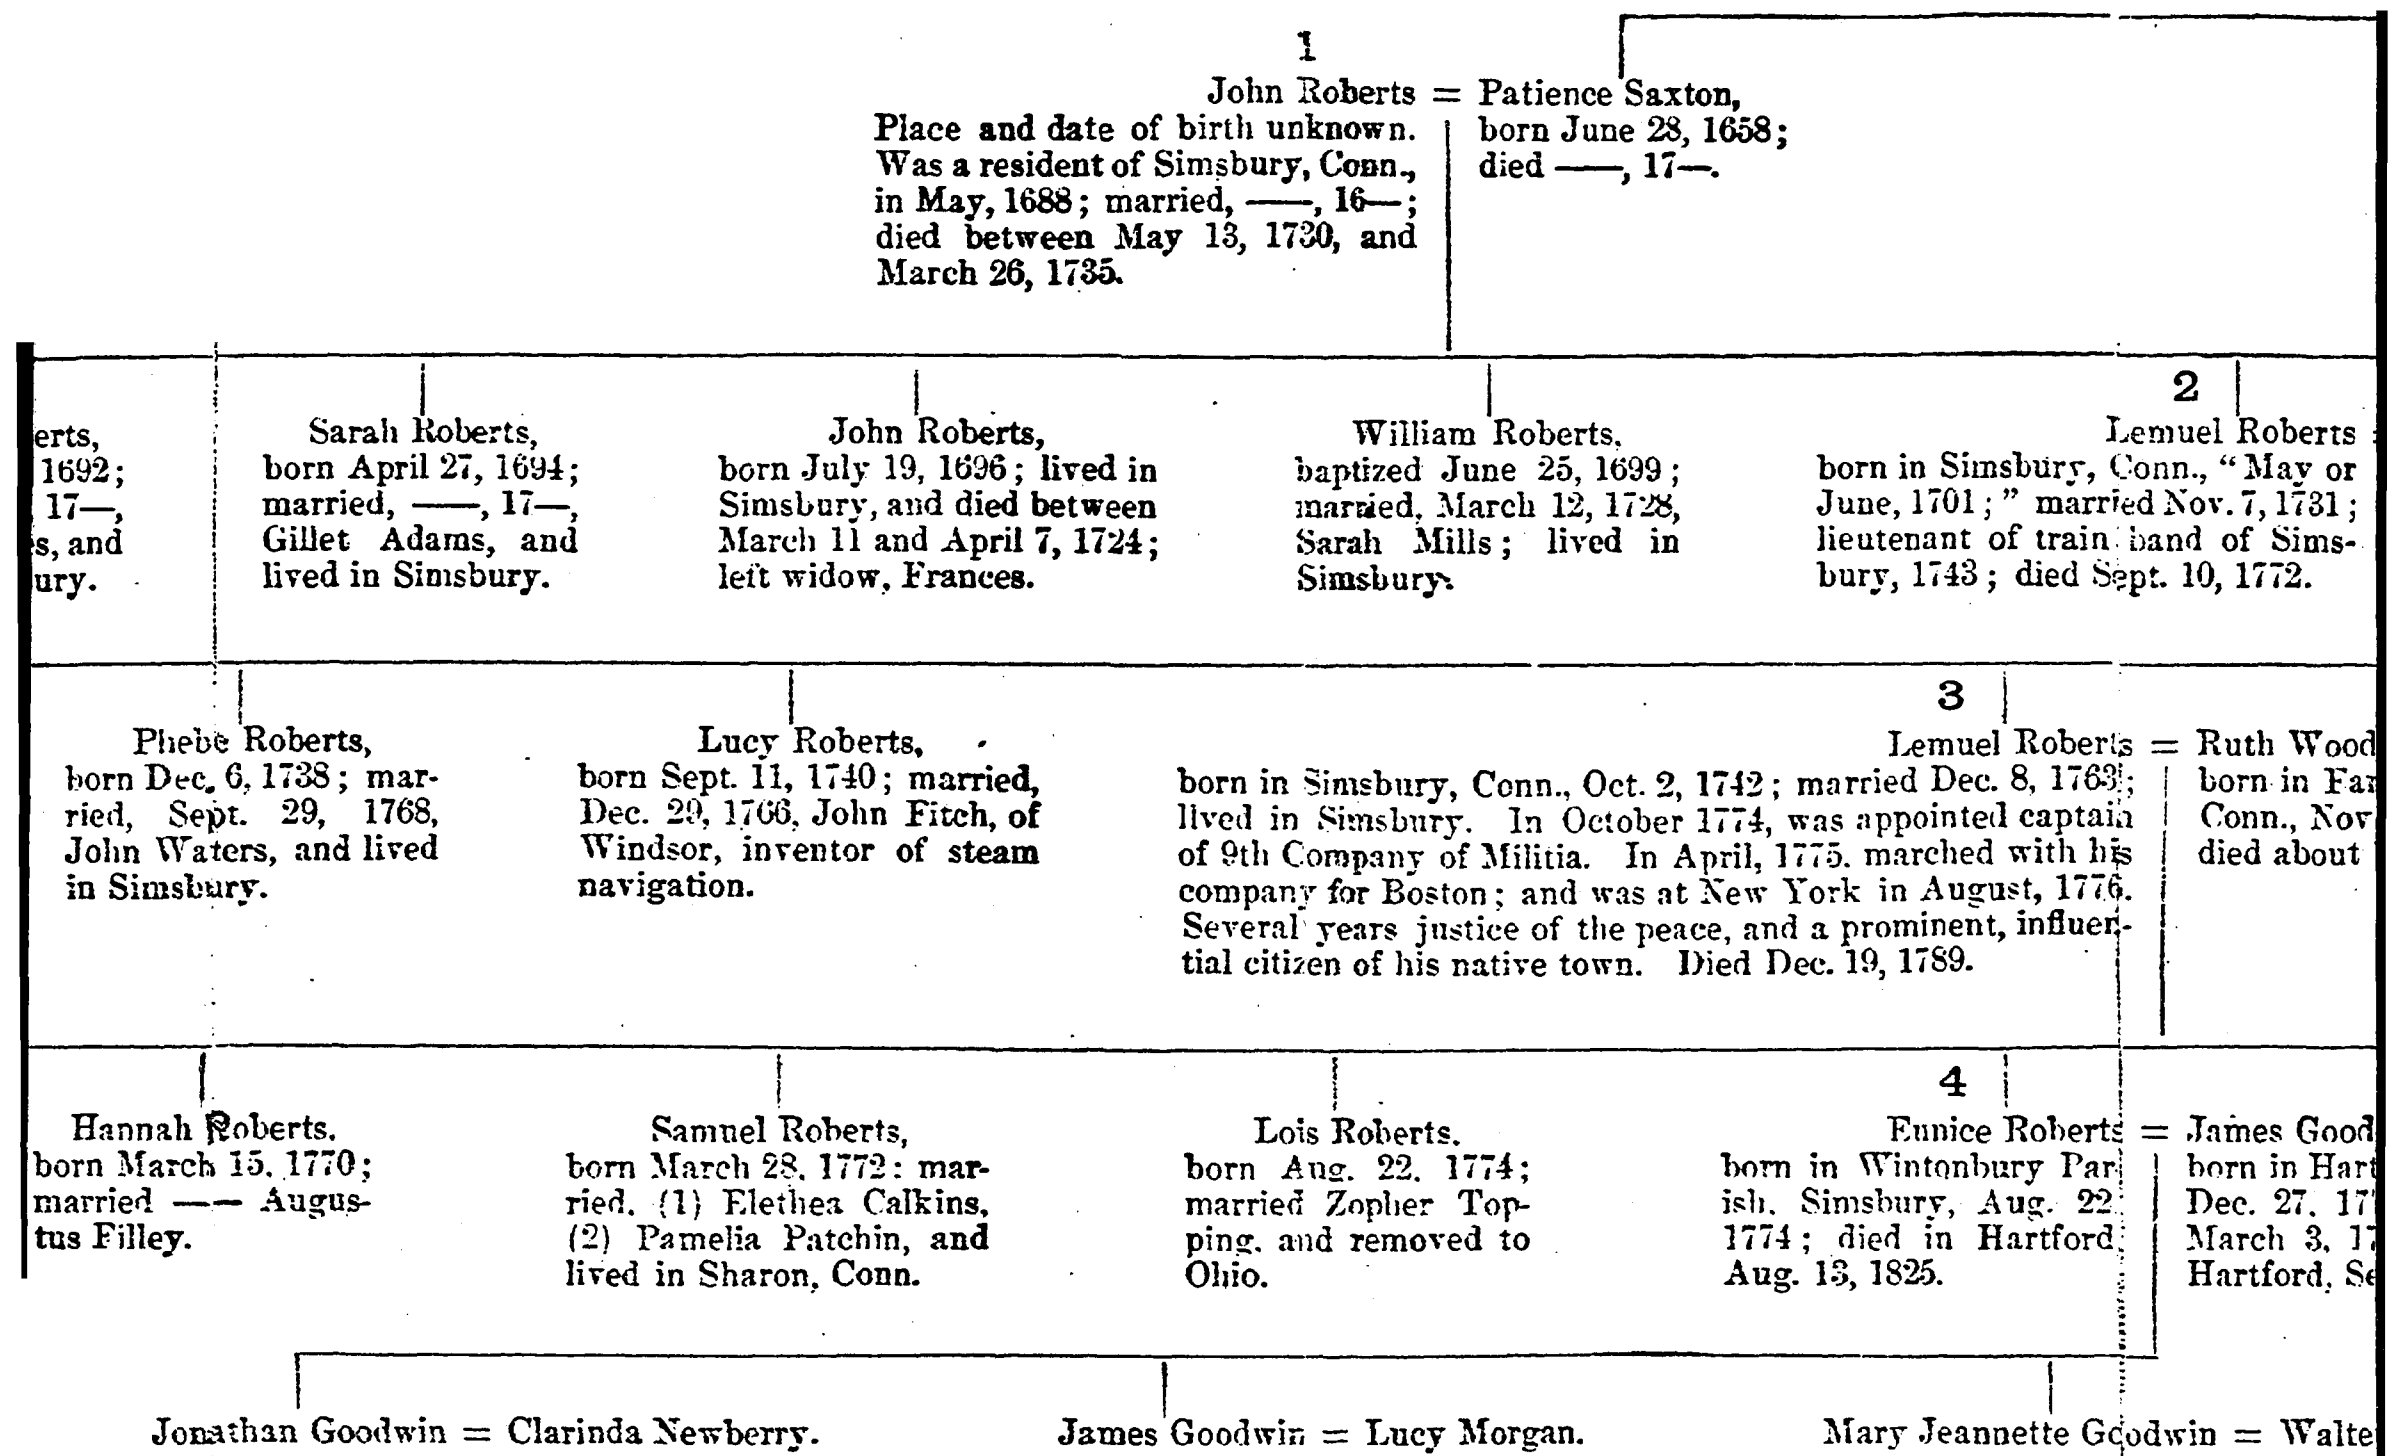 1
John Roberts = Patience Saxton,
Place and date of birth unknown.
Was a resident of Simsbury, Conn.,
in May, 1688; married, ——, 16—;
died between May 13, 1730, and
March 26, 1735.
born June 28, 1658;
died ——, 17—.
erts,
1692;
17—,
s, and
ury.
Sarah Roberts,
born April 27, 1694;
married, ——, 17—,
Gillet Adams, and
lived in Simsbury.
John Roberts,
born July 19, 1696; lived in
Simsbury, and died between
March 11 and April 7, 1724;
left widow, Frances.
William Roberts,
baptized June 25, 1699;
married, March 12, 1728,
Sarah Mills; lived in
Simsbury.
2
Lemuel Roberts
born in Simsbury, Conn., "May or
June, 1701;" married Nov. 7, 1731;
lieutenant of train band of Sims-
bury, 1743; died Sept. 10, 1772.
Phebe Roberts,
born Dec. 6, 1738; mar-
ried, Sept. 29, 1768,
John Waters, and lived
in Simsbury.
Lucy Roberts,
born Sept. 11, 1740; married,
Dec. 29, 1766, John Fitch, of
Windsor, inventor of steam
navigation.
3
Lemuel Roberts = Ruth Wood
born in Simsbury, Conn., Oct. 2, 1742; married Dec. 8, 1763;
lived in Simsbury. In October 1774, was appointed captain
of 9th Company of Militia. In April, 1775. marched with his
company for Boston; and was at New York in August, 1776.
Several years justice of the peace, and a prominent, influen-
tial citizen of his native town. Died Dec. 19, 1789.
born in Far
Conn., Nov
died about
Hannah Roberts.
born March 15, 1770;
married —— Augus-
tus Filley.
Samuel Roberts,
born March 28, 1772: mar-
ried, (1) Elethea Calkins,
(2) Pamelia Patchin, and
lived in Sharon, Conn.
Lois Roberts.
born Aug. 22, 1774;
married Zopher Top-
ping, and removed to
Ohio.
4
Eunice Roberts = James Good
born in Wintonbury Par
ish, Simsbury, Aug. 22
1774; died in Hartford
Aug. 13, 1825.
born in Hart
Dec. 27, 17
March 3, 17
Hartford, Se
Jonathan Goodwin = Clarinda Newberry.
James Goodwin = Lucy Morgan.
Mary Jeannette Goodwin = Walte